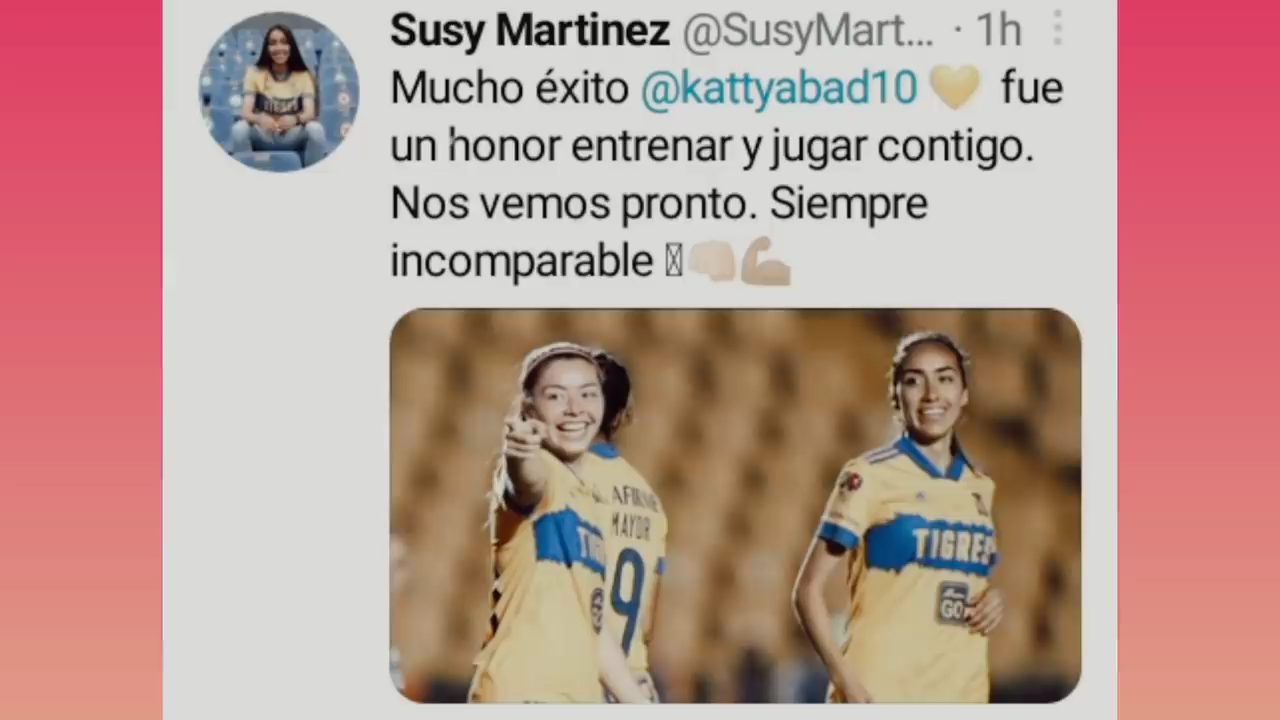 Susy Martinez @SusyMart... · 1h
Mucho éxito @kattyabad10 💛 fue
un honor entrenar y jugar contigo.
Nos vemos pronto. Siempre
incomparable 👊🏻💪🏼
AFIRME
MAYOR
9
TIGRES
GO